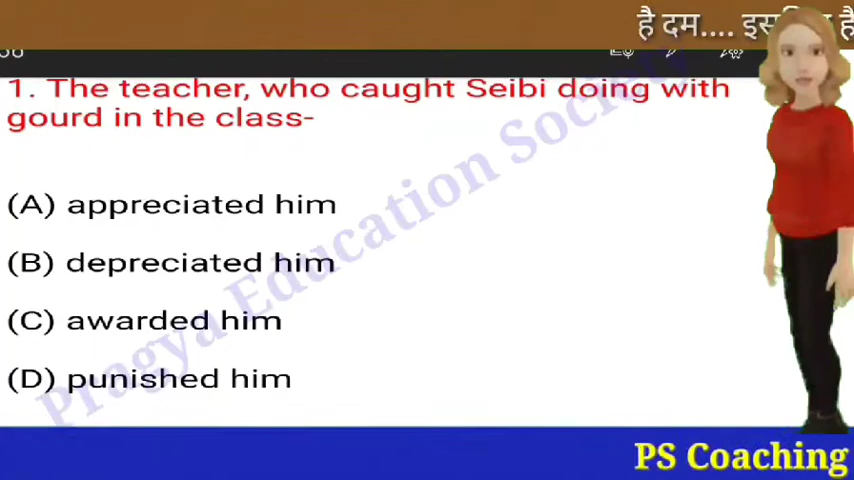 है दम.... इसलिए है
1. The teacher, who caught Seibi doing with
gourd in the class-
(A) appreciated him
(B) depreciated him
(C) awarded him
(D) punished him
Pragya Education Society
PS Coaching